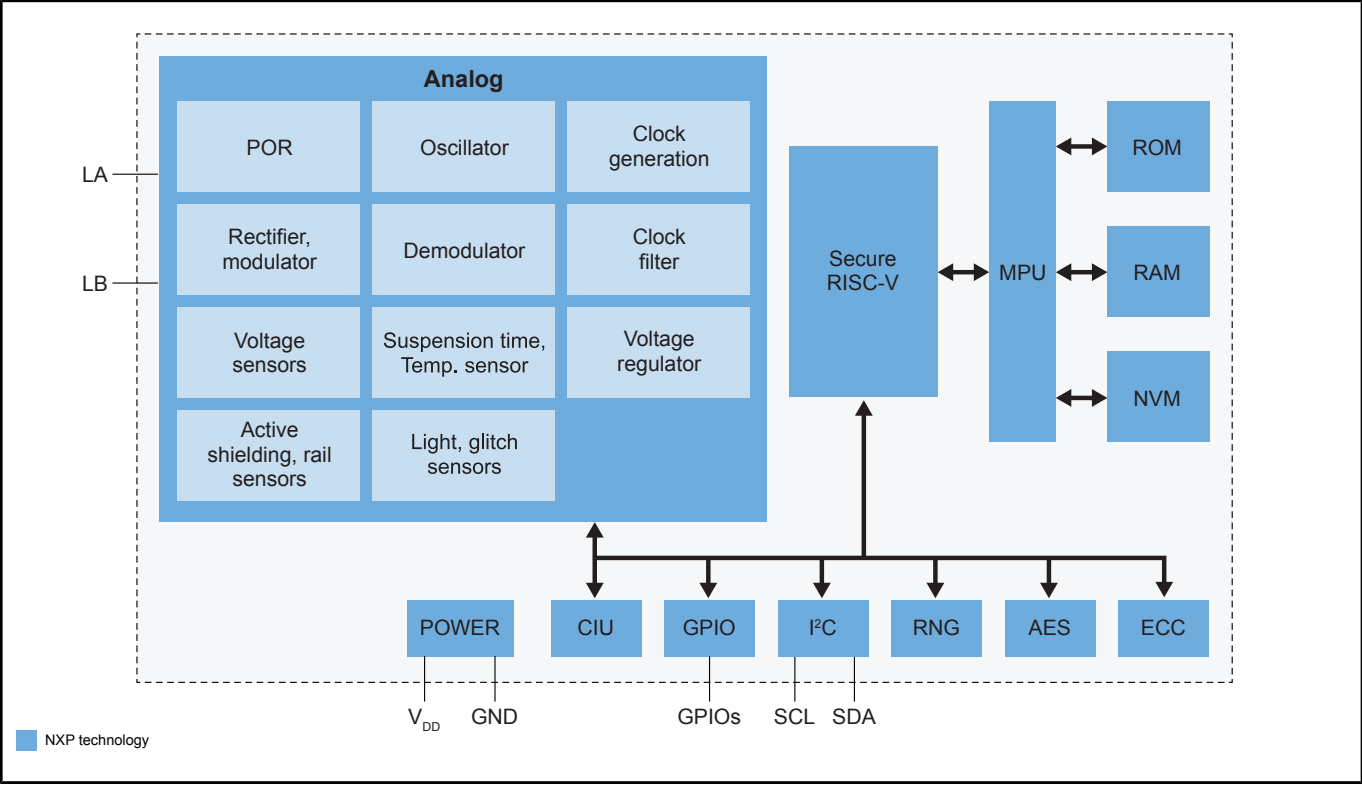 Analog
POR
Oscillator
Clock
generation
LA
Rectifier,
modulator
Demodulator
Clock
filter
LB
Voltage
sensors
Suspension time,
Temp. sensor
Voltage
regulator
Active
shielding, rail
sensors
Light, glitch
sensors
Secure
RISC-V
MPU
ROM
RAM
NVM
POWER
CIU
GPIO
I²C
RNG
AES
ECC
V_DD
GND
GPIOs
SCL
SDA
NXP technology